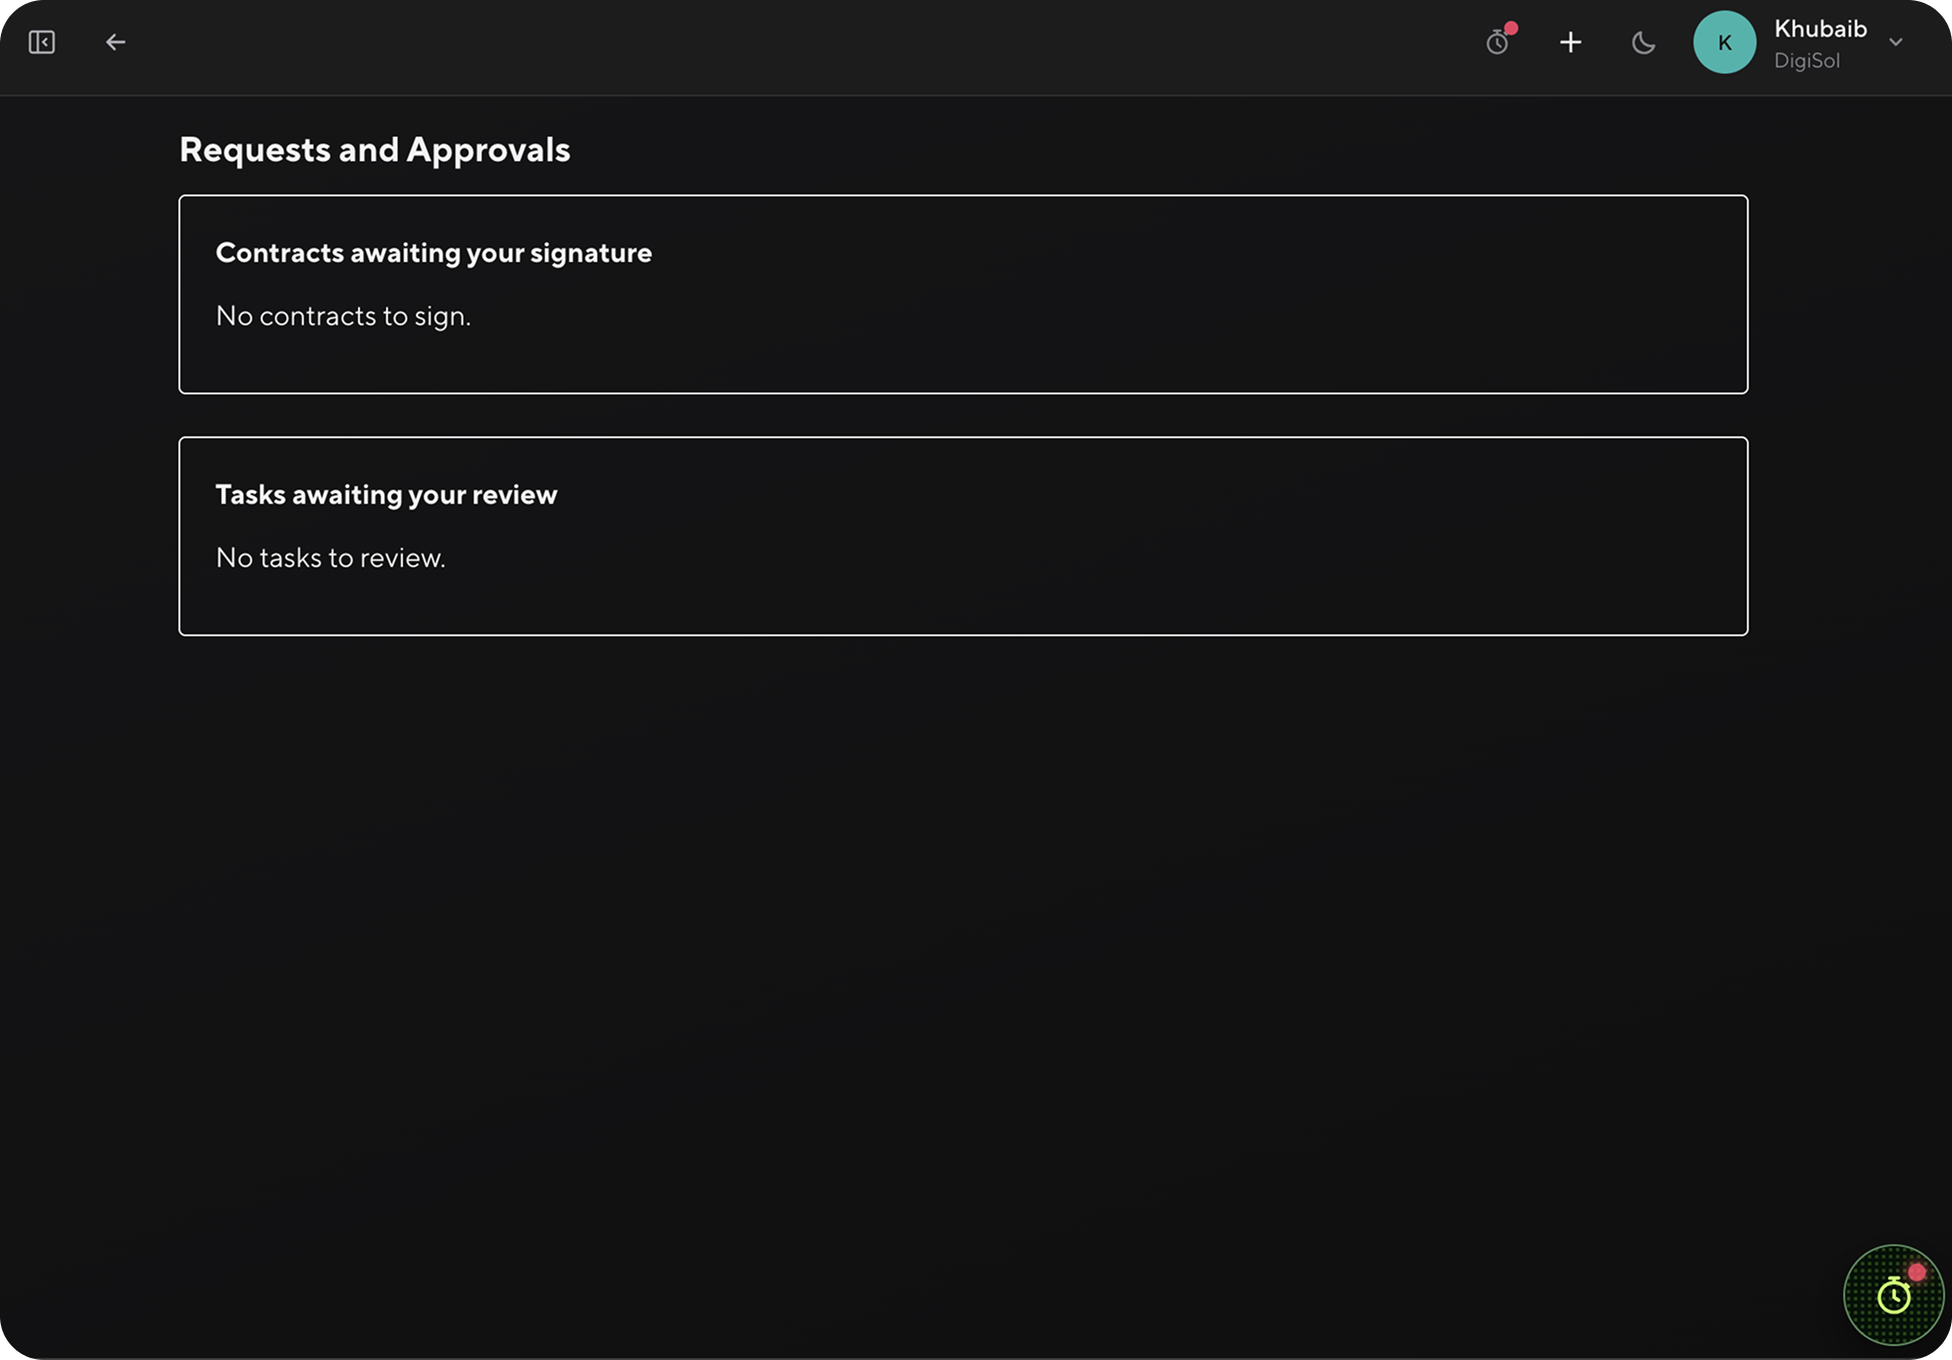 K
Khubaib
DigiSol
Requests and Approvals
Contracts awaiting your signature
No contracts to sign.
Tasks awaiting your review
No tasks to review.